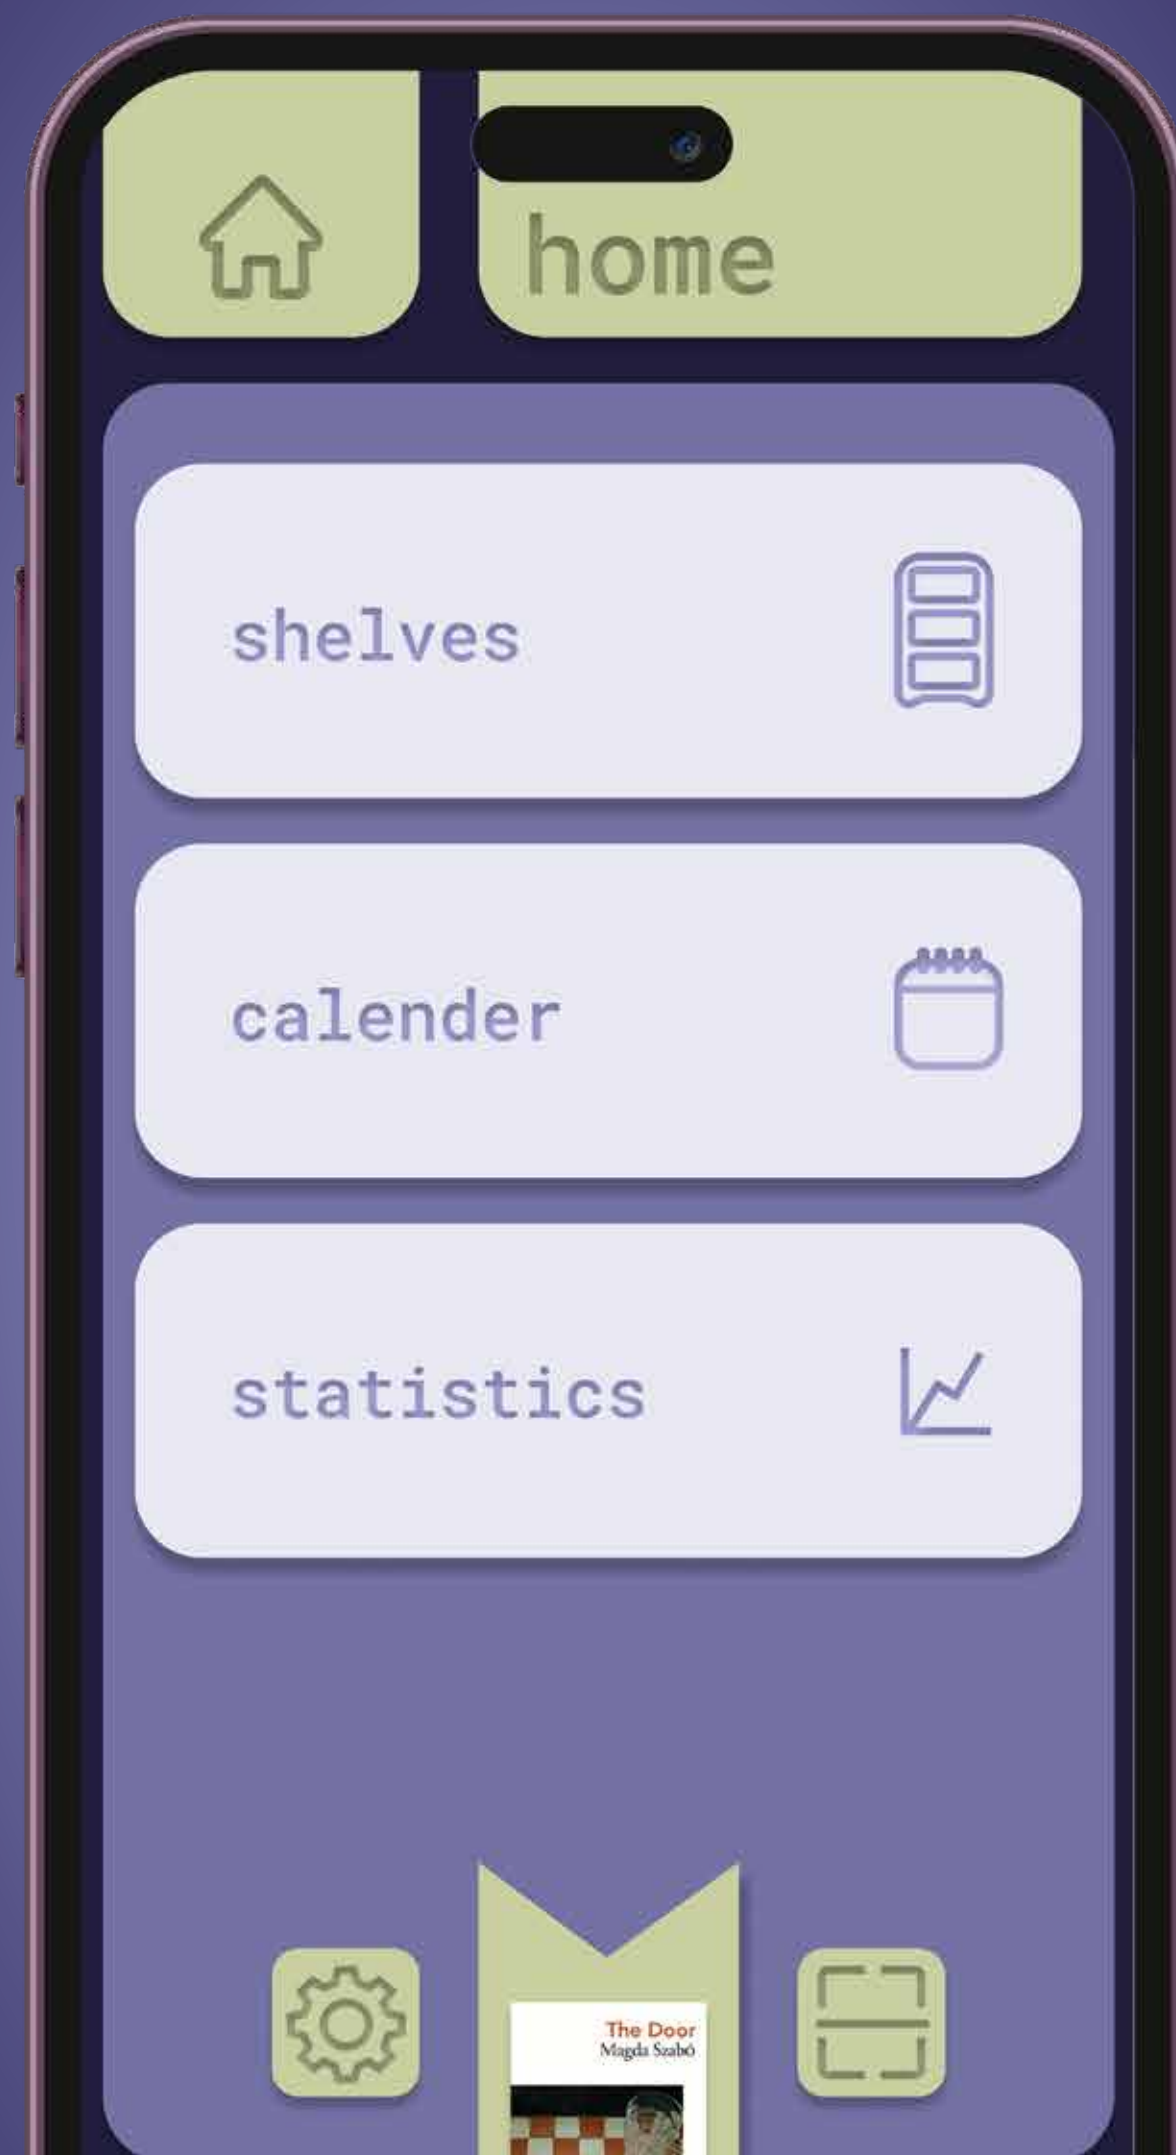 home
shelves
calender
statistics
The Door
Magda Szabó